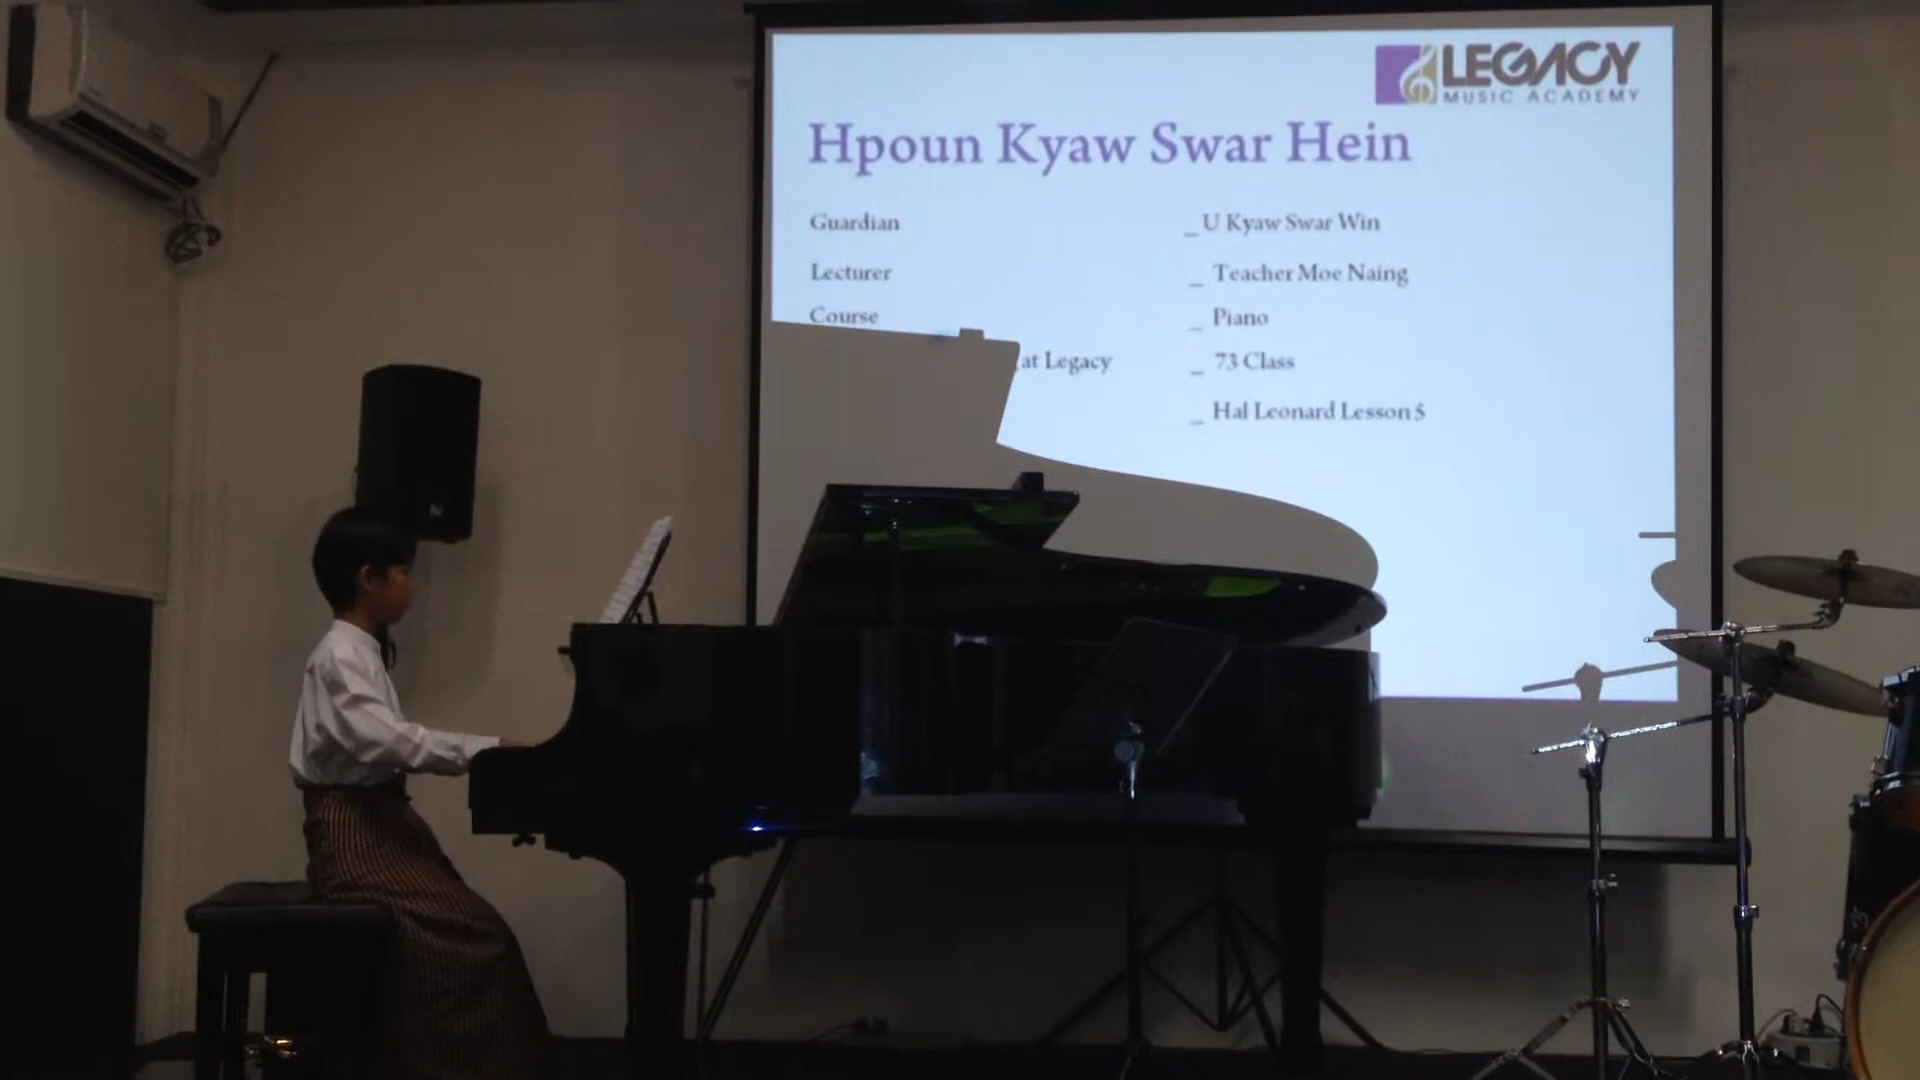 LEGACY
MUSIC ACADEMY
Hpoun Kyaw Swar Hein
Guardian _ U Kyaw Swar Win
Lecturer _ Teacher Moe Naing
Course _ Piano
at Legacy _ 73 Class
_ Hal Leonard Lesson 5
N